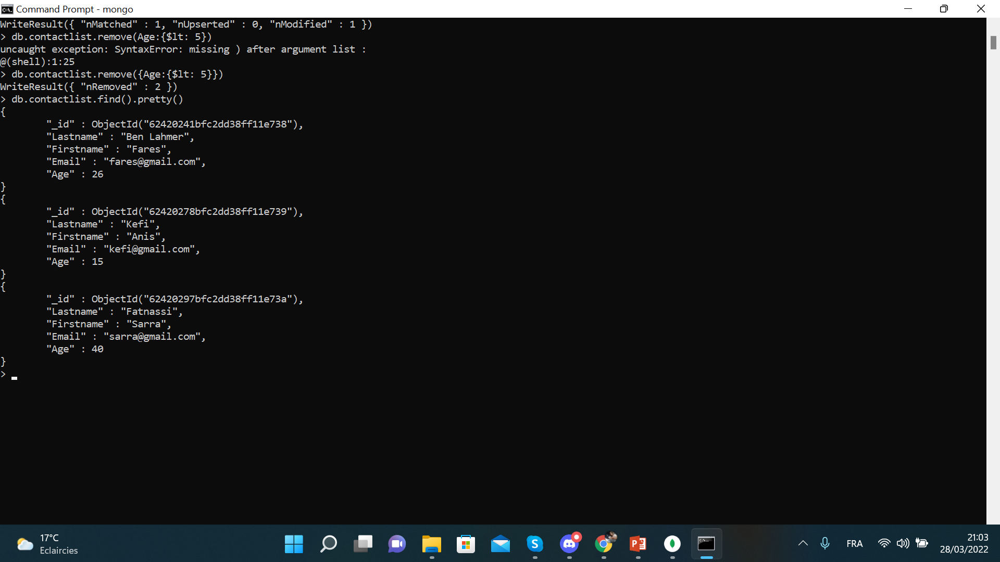 Command Prompt - mongo
WriteResult({ "nMatched" : 1, "nUpserted" : 0, "nModified" : 1 })
> db.contactlist.remove(Age:{$lt: 5})
uncaught exception: SyntaxError: missing ) after argument list :
@(shell):1:25
> db.contactlist.remove({Age:{$lt: 5}})
WriteResult({ "nRemoved" : 2 })
> db.contactlist.find().pretty()
{
"_id" : ObjectId("62420241bfc2dd38ff11e738"),
"Lastname" : "Ben Lahmer",
"Firstname" : "Fares",
"Email" : "fares@gmail.com",
"Age" : 26
}
{
"_id" : ObjectId("62420278bfc2dd38ff11e739"),
"Lastname" : "Kefi",
"Firstname" : "Anis",
"Email" : "kefi@gmail.com",
"Age" : 15
}
{
"_id" : ObjectId("62420297bfc2dd38ff11e73a"),
"Lastname" : "Fatnassi",
"Firstname" : "Sarra",
"Email" : "sarra@gmail.com",
"Age" : 40
}
>
17°C
Eclaircies
FRA
21:03
28/03/2022